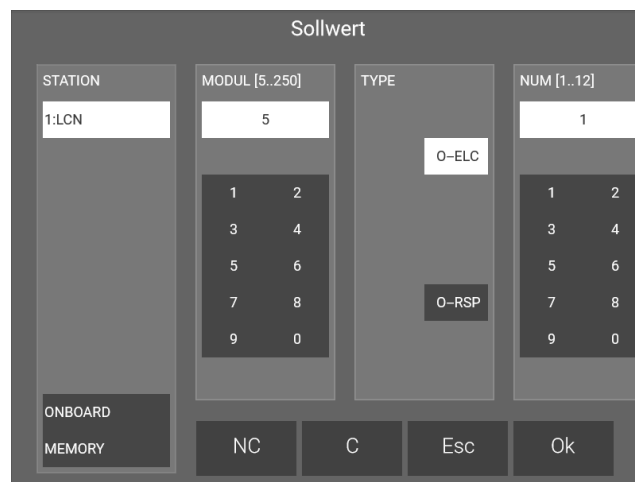 Sollwert
STATION
1:LCN
ONBOARD
MEMORY
MODUL [5..250]
5
1 2
3 4
5 6
7 8
9 0
TYPE
O–ELC
O–RSP
NUM [1..12]
1
1 2
3 4
5 6
7 8
9 0
NC C Esc Ok